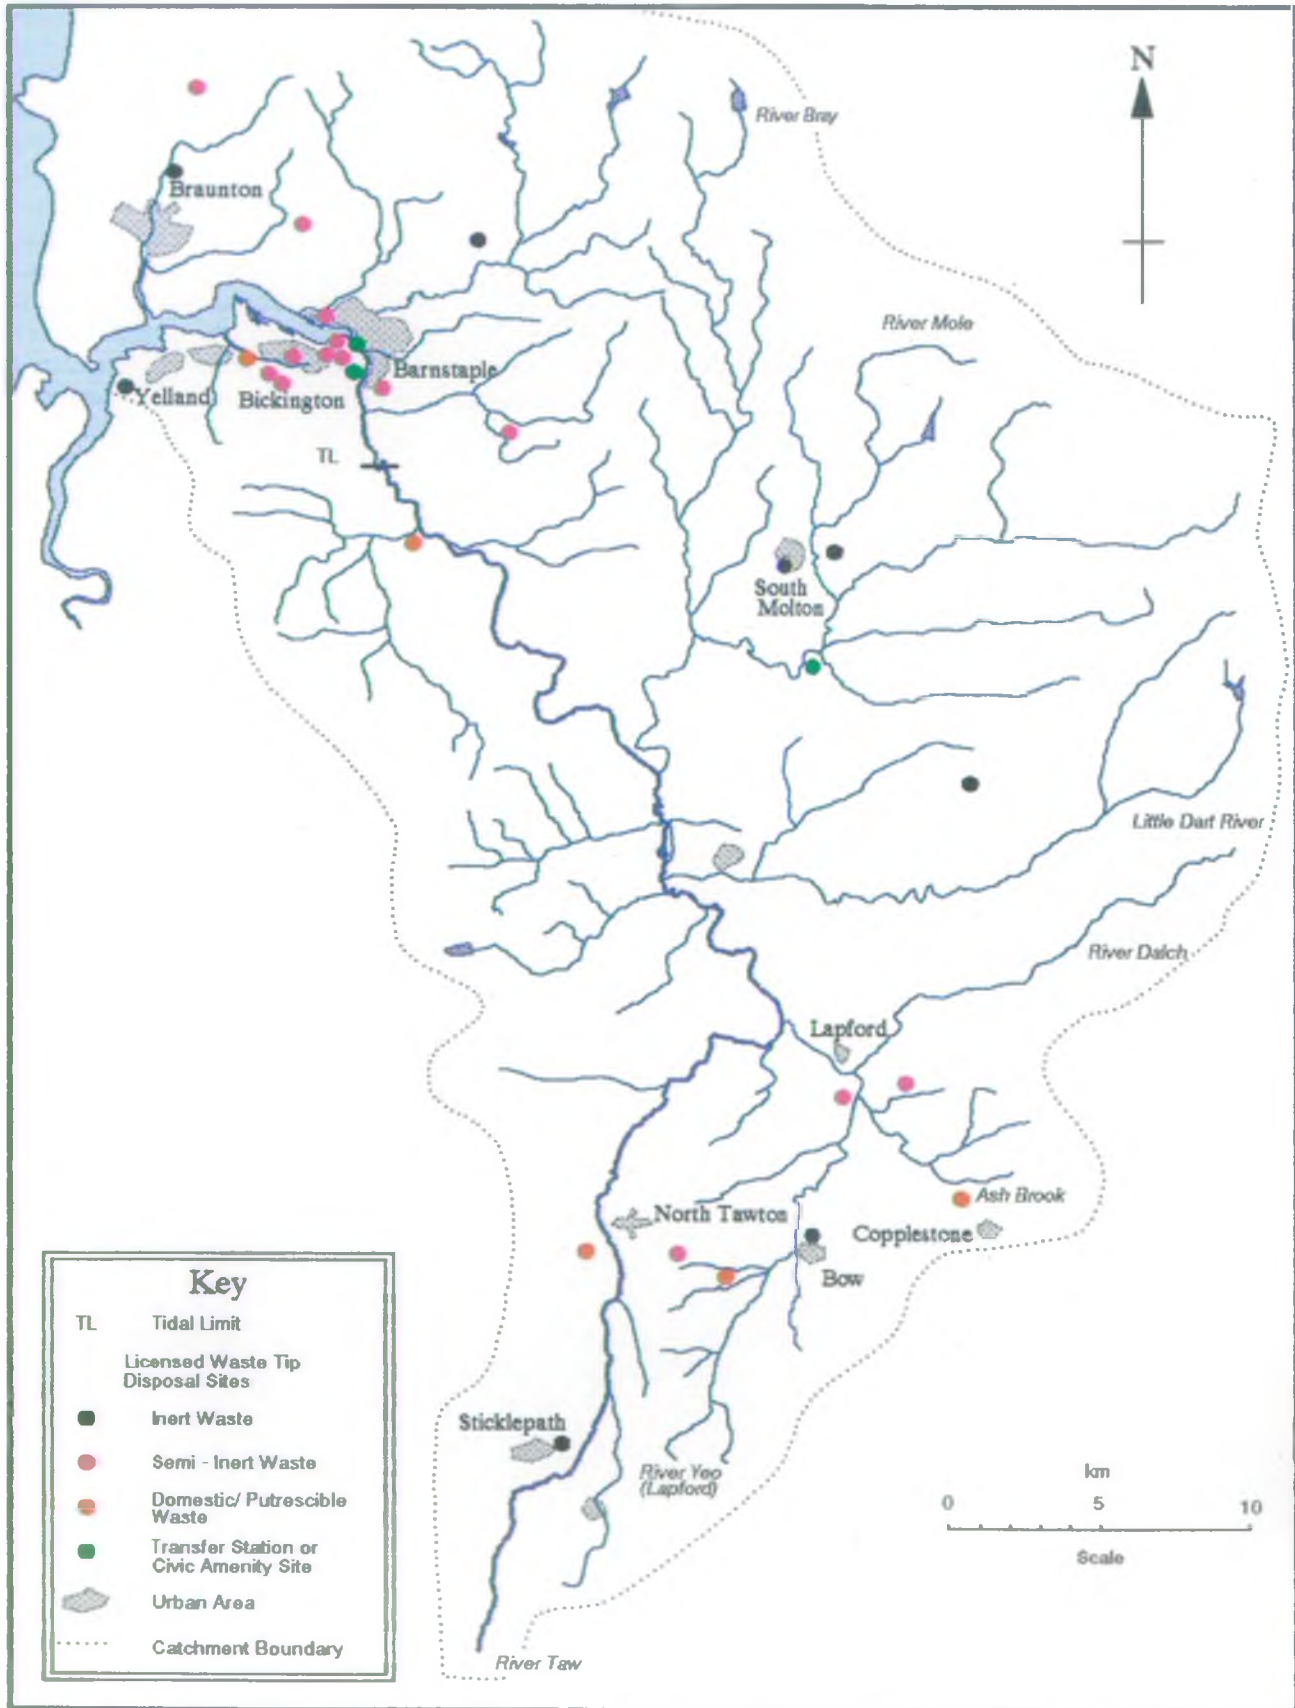 N
River Bray
Braunton
River Mole
Barnstaple
Yelland
Bickington
TL
South
Molton
Little Dart River
River Dalch
Lapford
Ash Brook
North Tawton
Copplestone
Bow
Key
TL Tidal Limit
Licensed Waste Tip
Disposal Sites
Inert Waste
Semi - Inert Waste
Domestic/ Putrescible
Waste
Transfer Station or
Civic Amenity Site
Urban Area
Catchment Boundary
Sticklepath
River Yeo
(Lapford)
km
0 5 10
Scale
River Taw